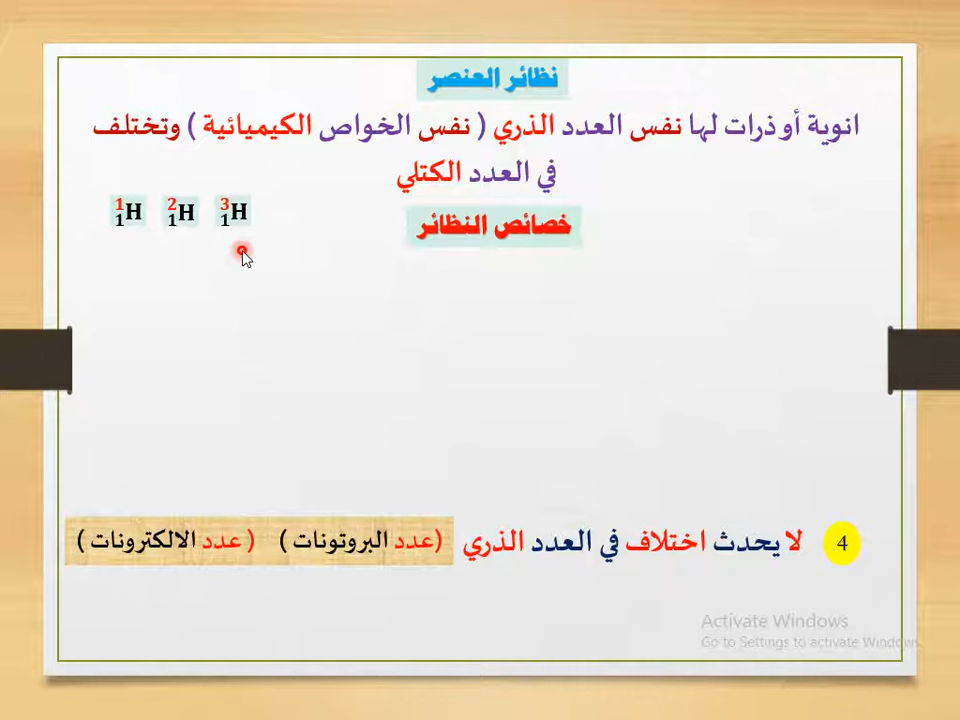 نظائر العنصر
انوية أو ذرات لها نفس العدد الذري ( نفس الخواص الكيميائية ) وتختلف
في العدد الكتلي
¹₁H ²₁H ³₁H
خصائص النظائر
4 لا يحدث اختلاف في العدد الذري (عدد البروتونات ) ( عدد الالكترونات )
Activate Windows
Go to Settings to activate Windows.